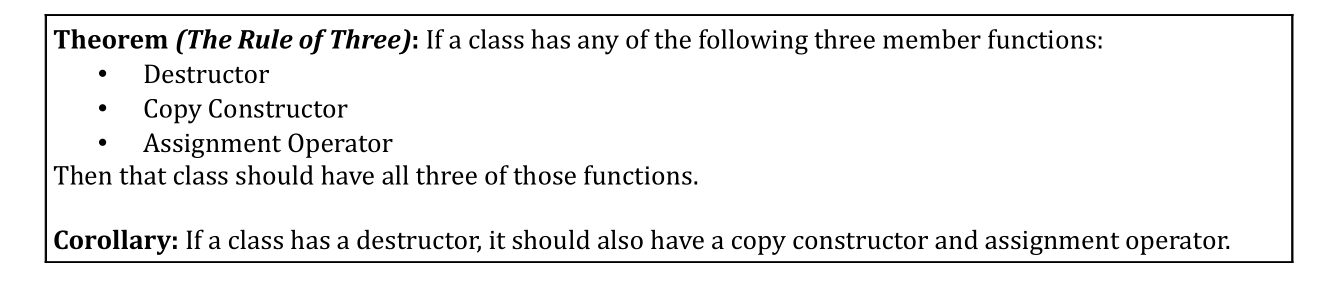 Theorem (The Rule of Three): If a class has any of the following three member functions:
• Destructor
• Copy Constructor
• Assignment Operator
Then that class should have all three of those functions.
Corollary: If a class has a destructor, it should also have a copy constructor and assignment operator.